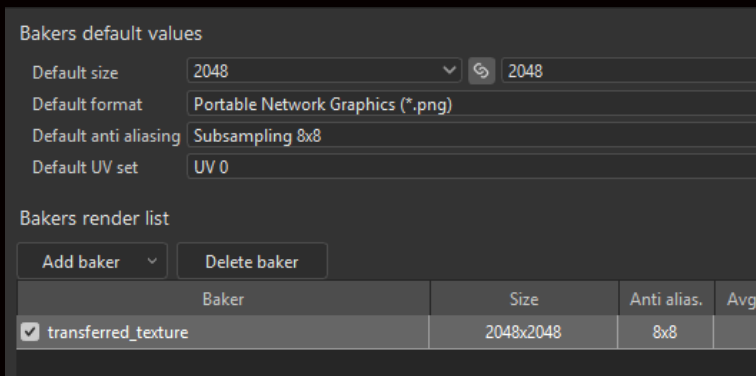 Bakers default values
Default size 2048 2048
Default format Portable Network Graphics (*.png)
Default anti aliasing Subsampling 8x8
Default UV set UV 0
Bakers render list
Add baker Delete baker
Baker Size Anti alias. Avg
transferred_texture 2048x2048 8x8